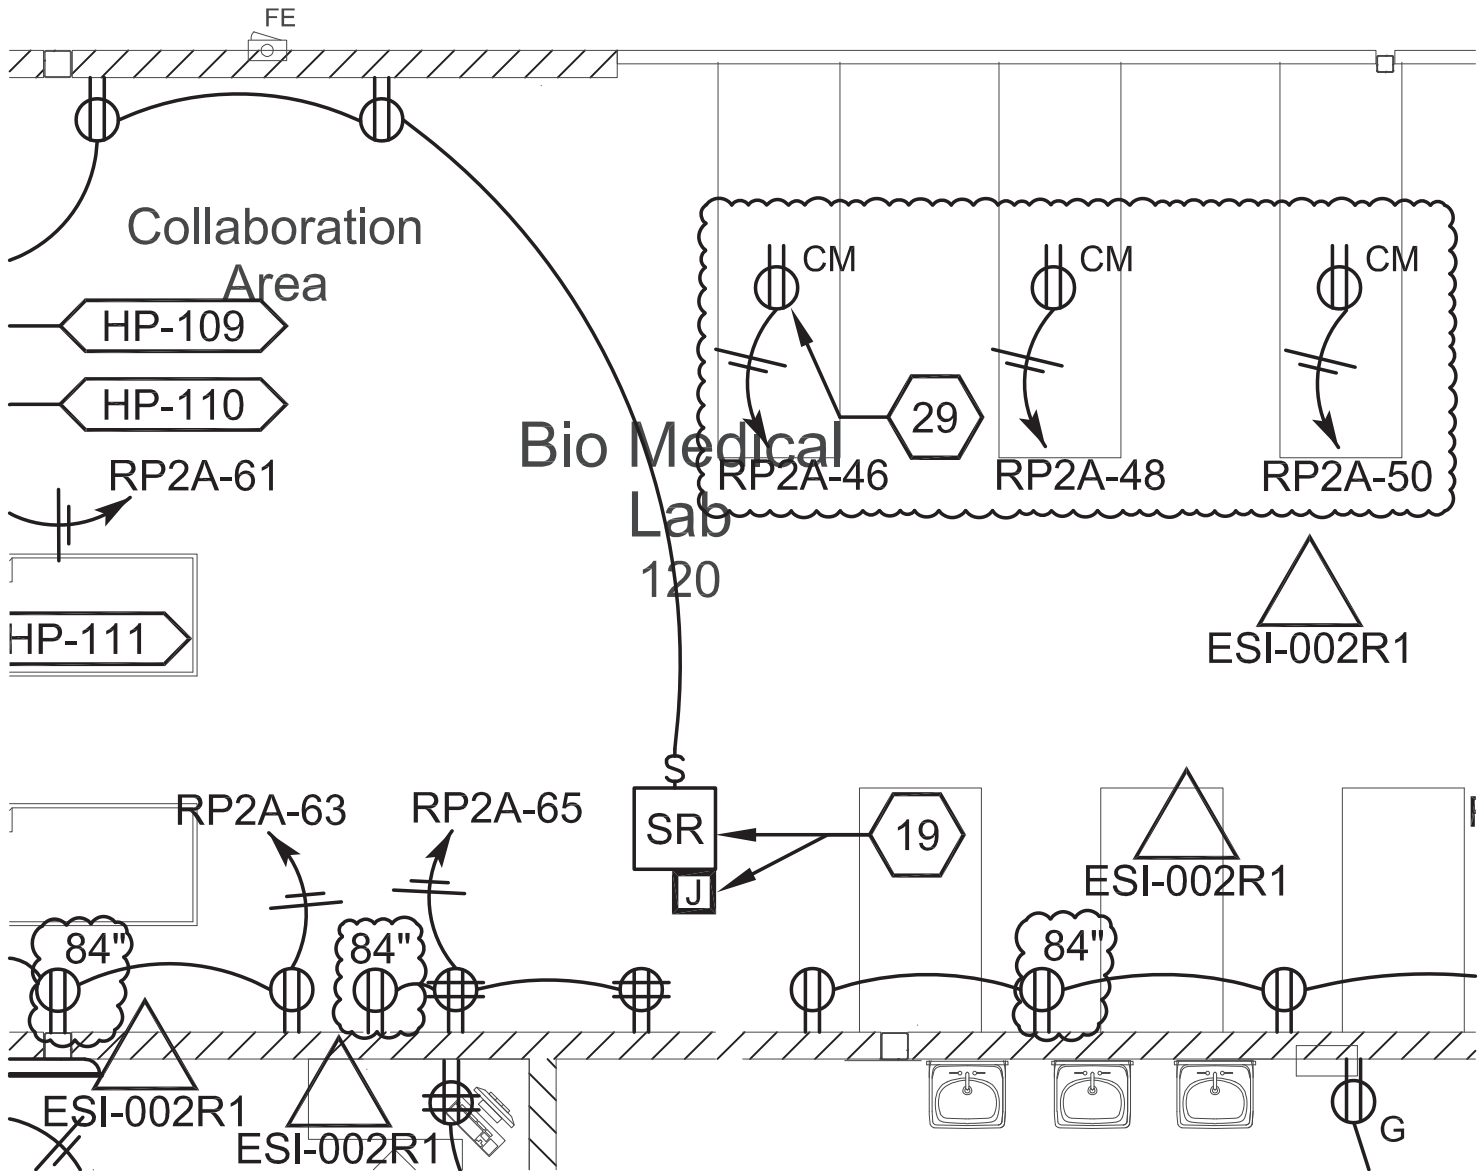 FE
Collaboration
Area
CM
CM
CM
HP-109
HP-110
29
Bio Medical
Lab
120
RP2A-61
RP2A-46
RP2A-48
RP2A-50
HP-111
ESI-002R1
S
SR
J
19
RP2A-63
RP2A-65
ESI-002R1
84"
84"
84"
ESI-002R1
ESI-002R1
G